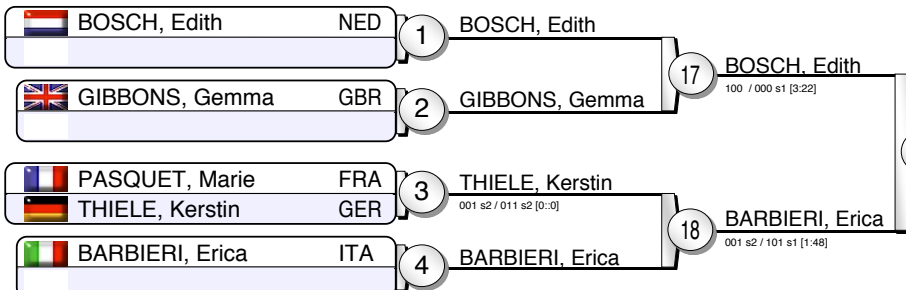 BOSCH, Edith NED
1
BOSCH, Edith
17
BOSCH, Edith
100 / 000 s1 [3:22]
GIBBONS, Gemma GBR
2
GIBBONS, Gemma
PASQUET, Marie FRA
THIELE, Kerstin GER
3
THIELE, Kerstin
001 s2 / 011 s2 [0::0]
18
BARBIERI, Erica
001 s2 / 101 s1 [1:48]
BARBIERI, Erica ITA
4
BARBIERI, Erica